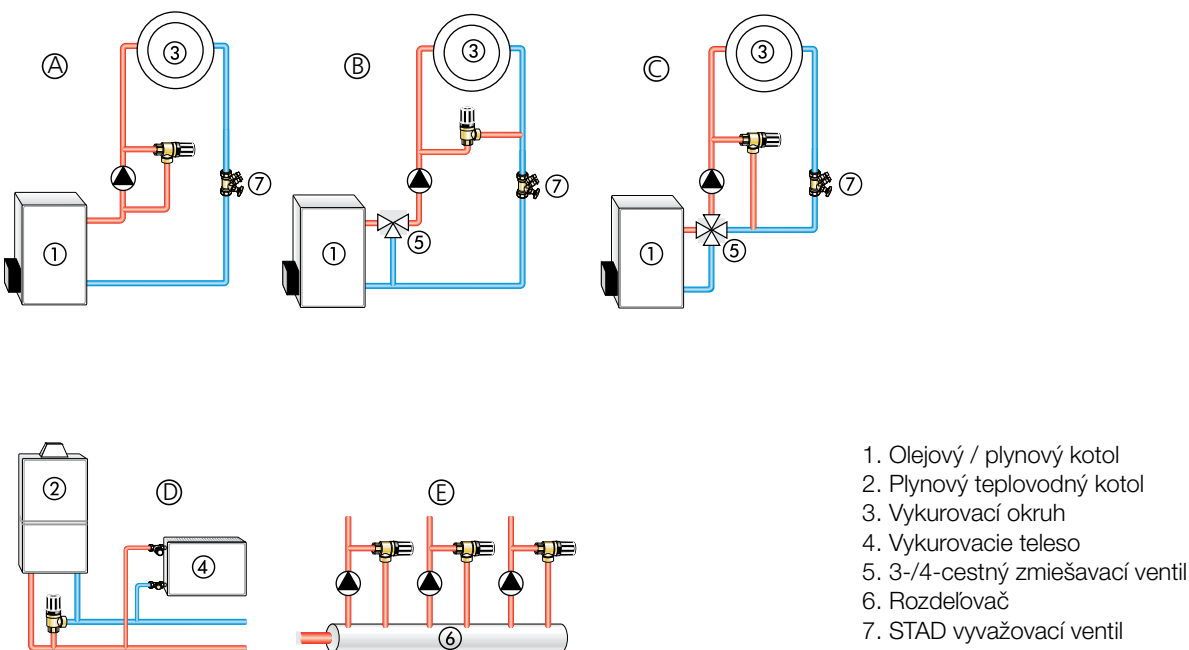 Ⓐ ③ ⑦ ①
Ⓑ ③ ⑦ ⑤ ①
Ⓒ ③ ⑦ ⑤ ①
② Ⓓ ④
Ⓔ ⑥
1. Olejový / plynový kotol
2. Plynový teplovodný kotol
3. Vykurovací okruh
4. Vykurovacie teleso
5. 3-/4-cestný zmiešavací ventil
6. Rozdeľovač
7. STAD vyvažovací ventil